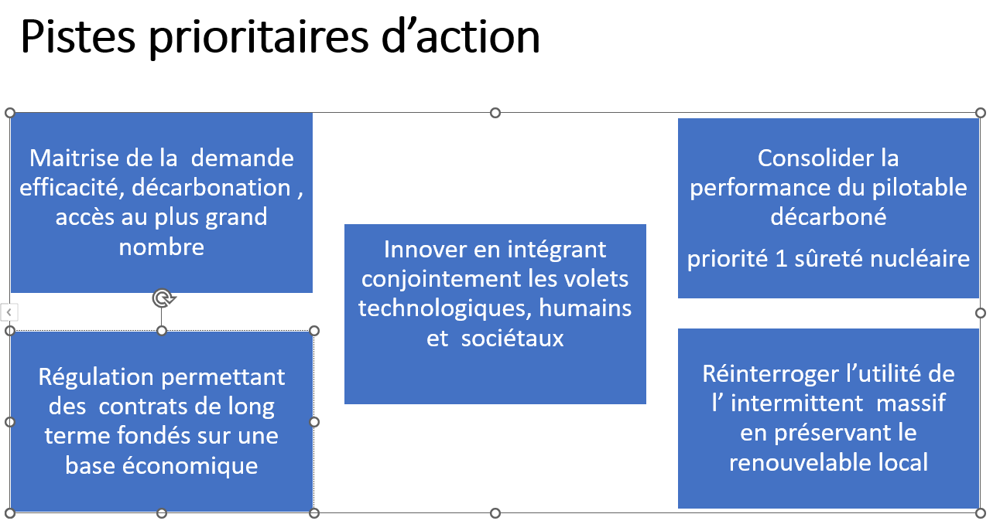 Pistes prioritaires d’action
Maitrise de la  demande
efficacité, décarbonation ,
accès au plus grand
nombre
Régulation permettant
des  contrats de long
terme fondés sur une
base économique
Innover en intégrant
conjointement les volets
technologiques, humains
et  sociétaux
Consolider la
performance du pilotable
décarboné
priorité 1 sûreté nucléaire
Réinterroger l’utilité de
l’ intermittent  massif
en préservant le
renouvelable local